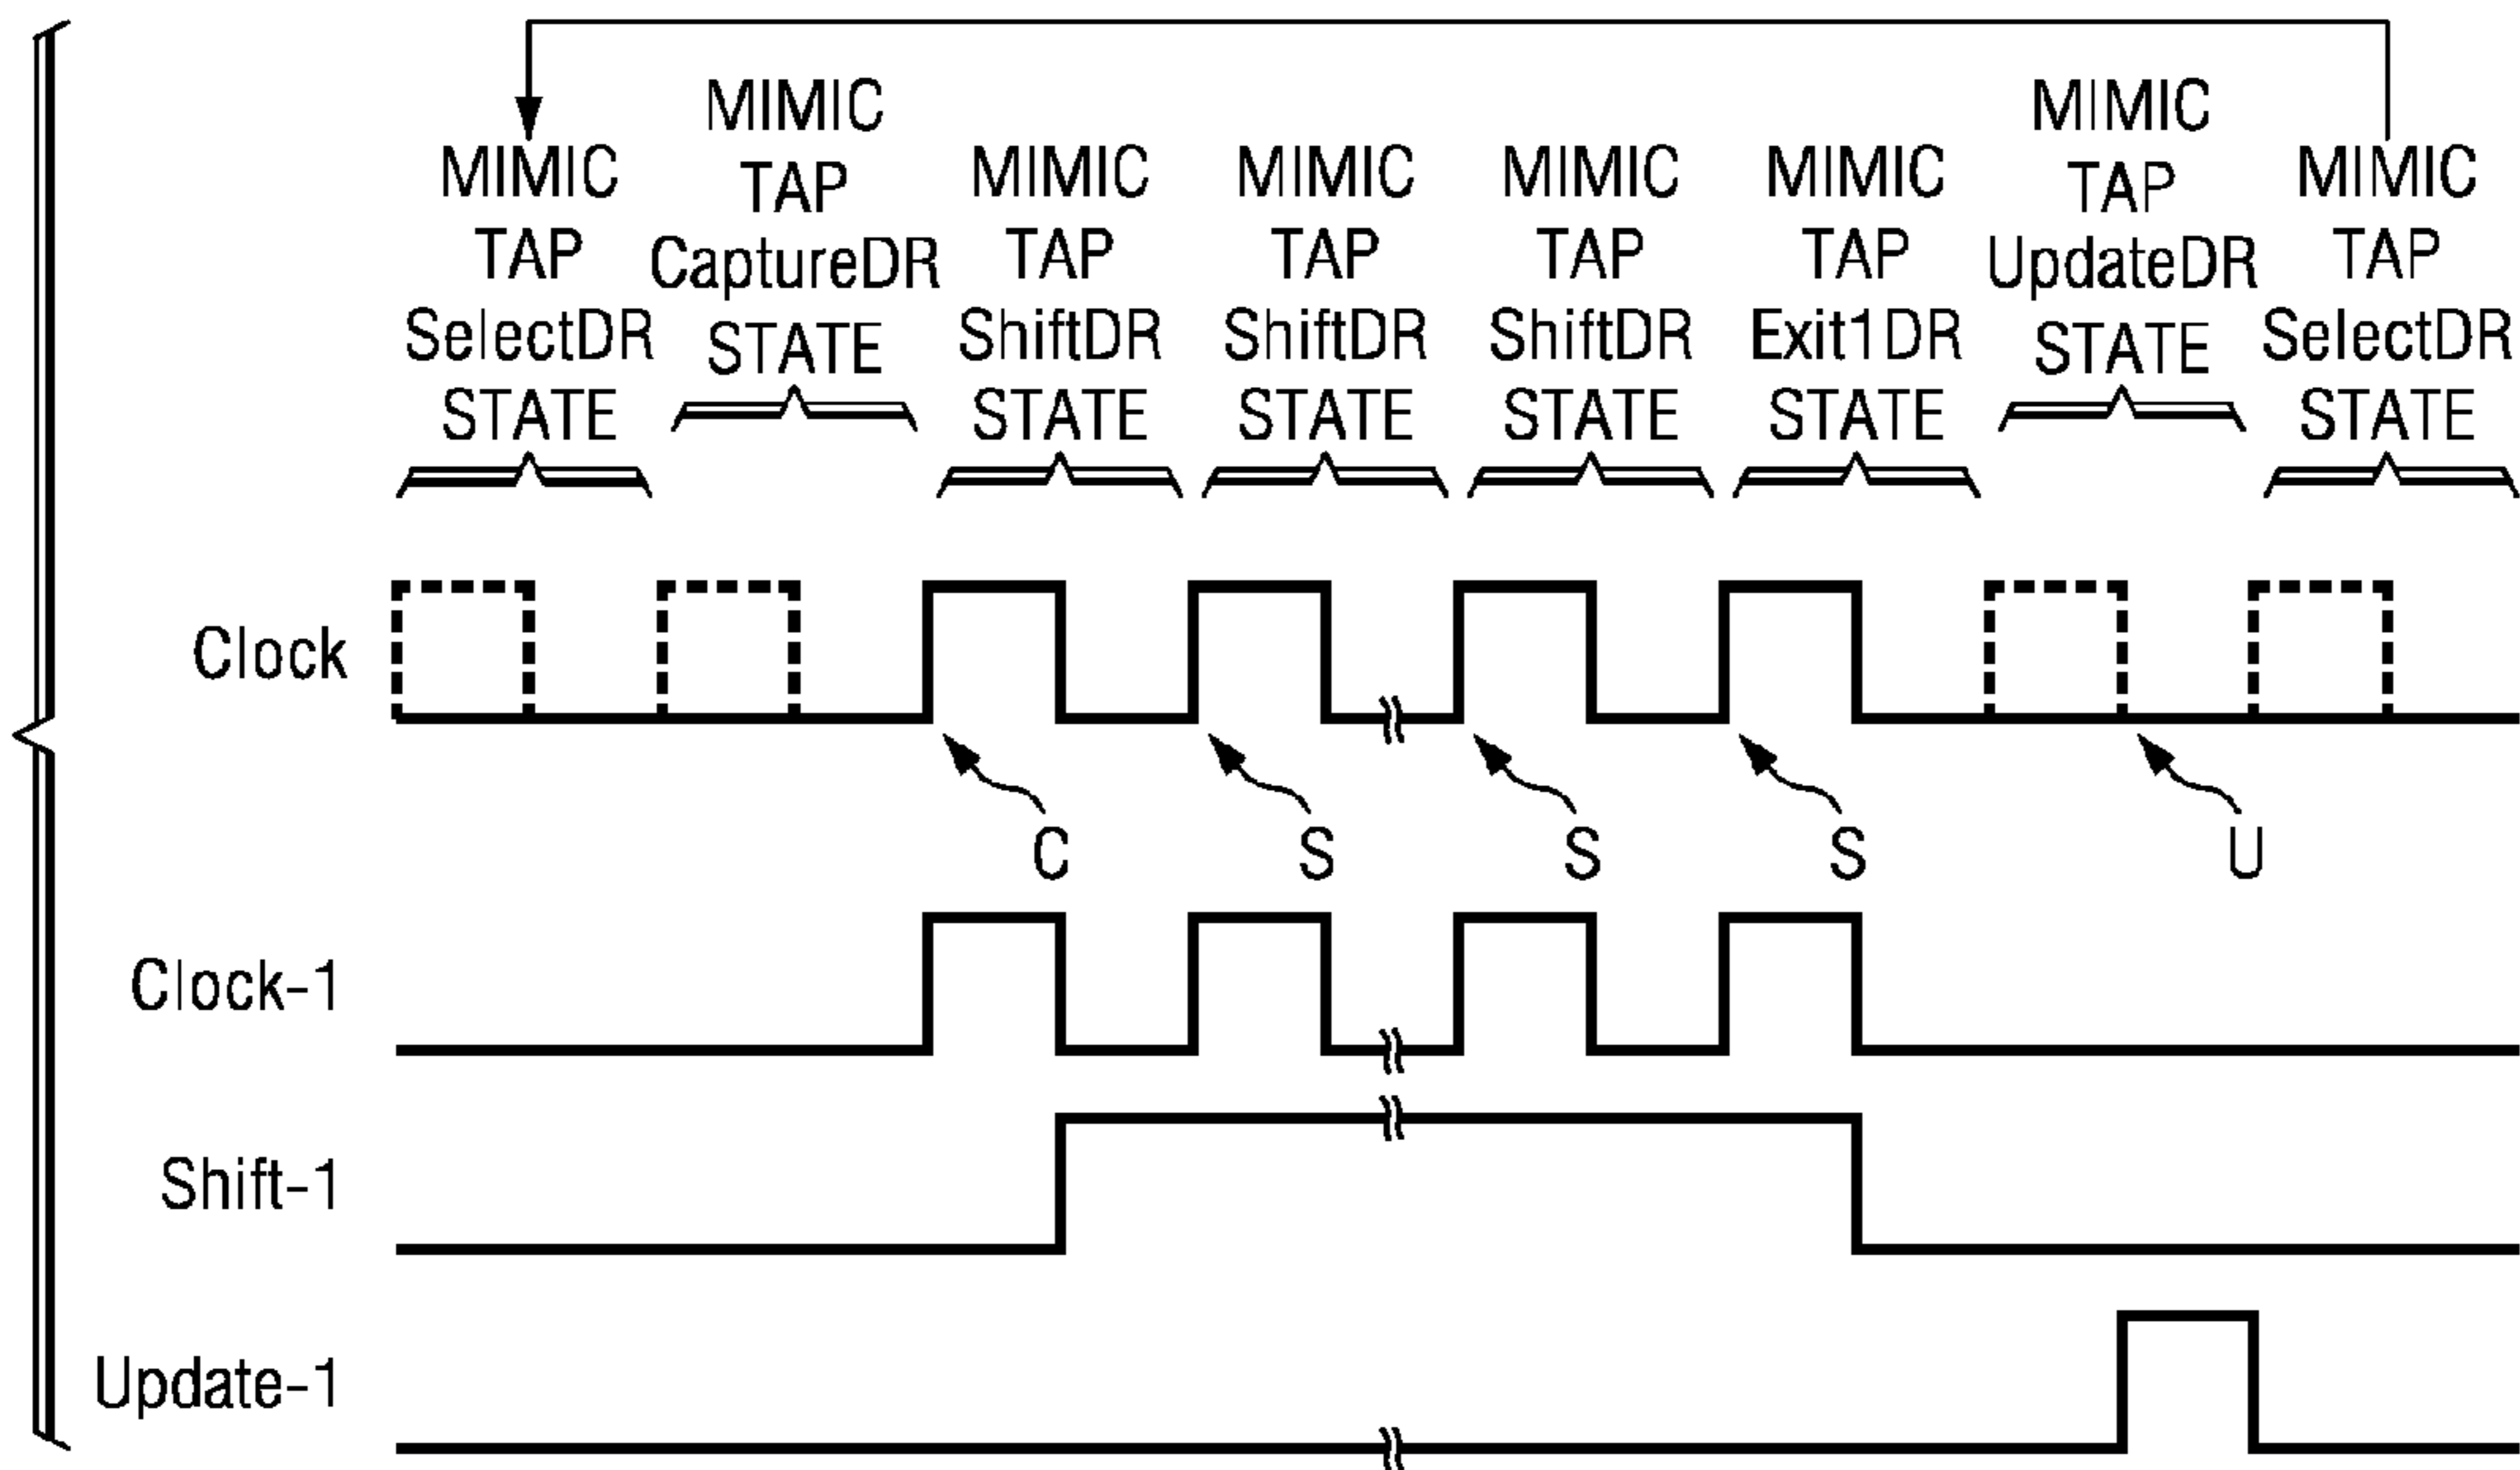 MIMIC
TAP
SelectDR
STATE
MIMIC
TAP
CaptureDR
STATE
MIMIC
TAP
ShiftDR
STATE
MIMIC
TAP
ShiftDR
STATE
MIMIC
TAP
ShiftDR
STATE
MIMIC
TAP
Exit1DR
STATE
MIMIC
TAP
UpdateDR
STATE
MIMIC
TAP
SelectDR
STATE
Clock
C
S
S
S
U
Clock-1
Shift-1
Update-1